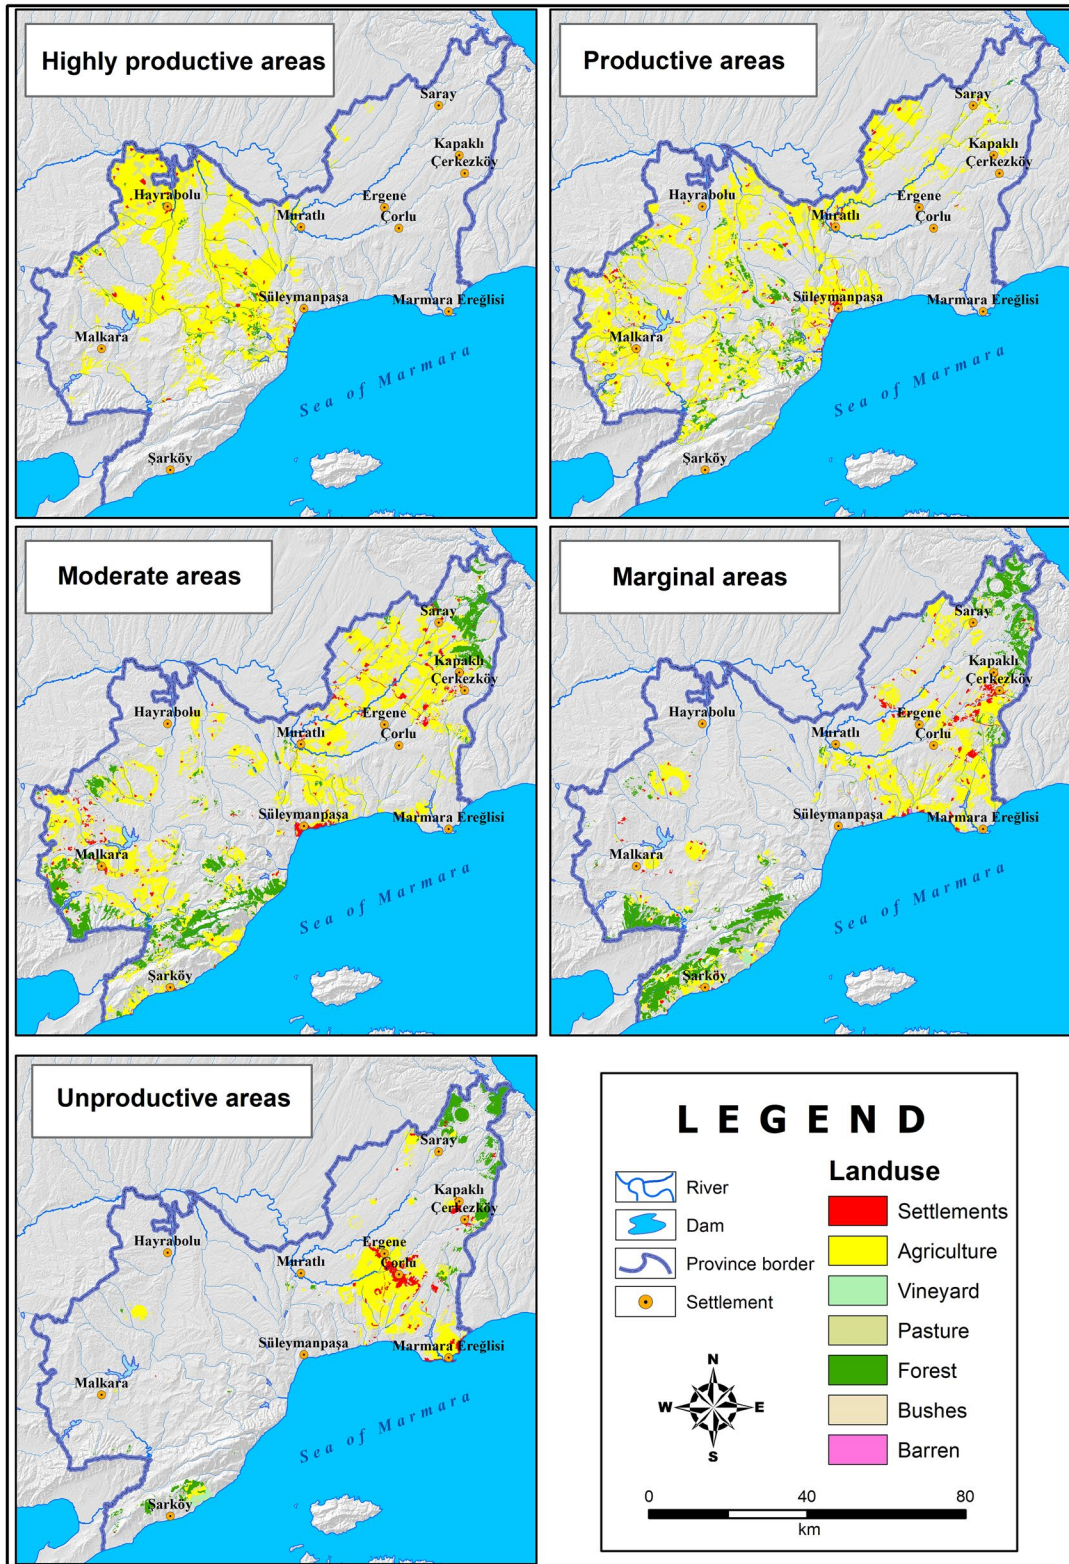 Highly productive areas
Saray
Kapaklı
Çerkezköy
Hayrabolu
Ergene
Muratlı
Çorlu
Süleymanpaşa
Marmara Ereğlisi
Malkara
Sea of Marmara
Şarköy
Productive areas
Saray
Kapaklı
Çerkezköy
Hayrabolu
Ergene
Muratlı
Çorlu
Süleymanpaşa
Marmara Ereğlisi
Malkara
Sea of Marmara
Şarköy
Moderate areas
Saray
Kapaklı
Çerkezköy
Hayrabolu
Ergene
Muratlı
Çorlu
Süleymanpaşa
Marmara Ereğlisi
Malkara
Sea of Marmara
Şarköy
Marginal areas
Saray
Kapaklı
Çerkezköy
Hayrabolu
Ergene
Muratlı
Çorlu
Süleymanpaşa
Marmara Ereğlisi
Malkara
Sea of Marmara
Şarköy
Unproductive areas
Saray
Kapaklı
Çerkezköy
Hayrabolu
Ergene
Muratlı
Çorlu
Süleymanpaşa
Marmara Ereğlisi
Malkara
Sea of Marmara
Şarköy
LEGEND
River
Dam
Province border
Settlement
Landuse
Settlements
Agriculture
Vineyard
Pasture
Forest
Bushes
Barren
N
W E
S
0 40 80
km